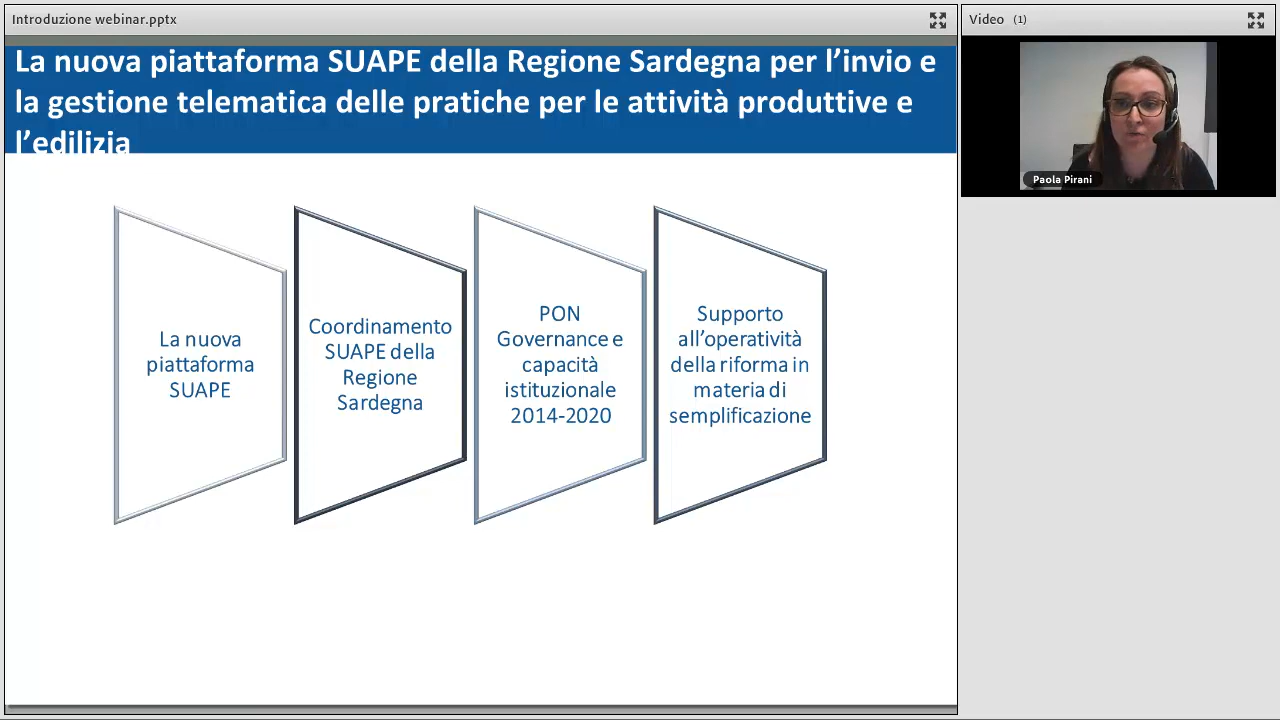 Introduzione webinar.pptx
La nuova piattaforma SUAPE della Regione Sardegna per l’invio e
la gestione telematica delle pratiche per le attività produttive e
l’edilizia
La nuova
piattaforma
SUAPE
Coordinamento
SUAPE della
Regione
Sardegna
PON
Governance e
capacità
istituzionale
2014-2020
Supporto
all’operatività
della riforma in
materia di
semplificazione
Video (1)
Paola Pirani